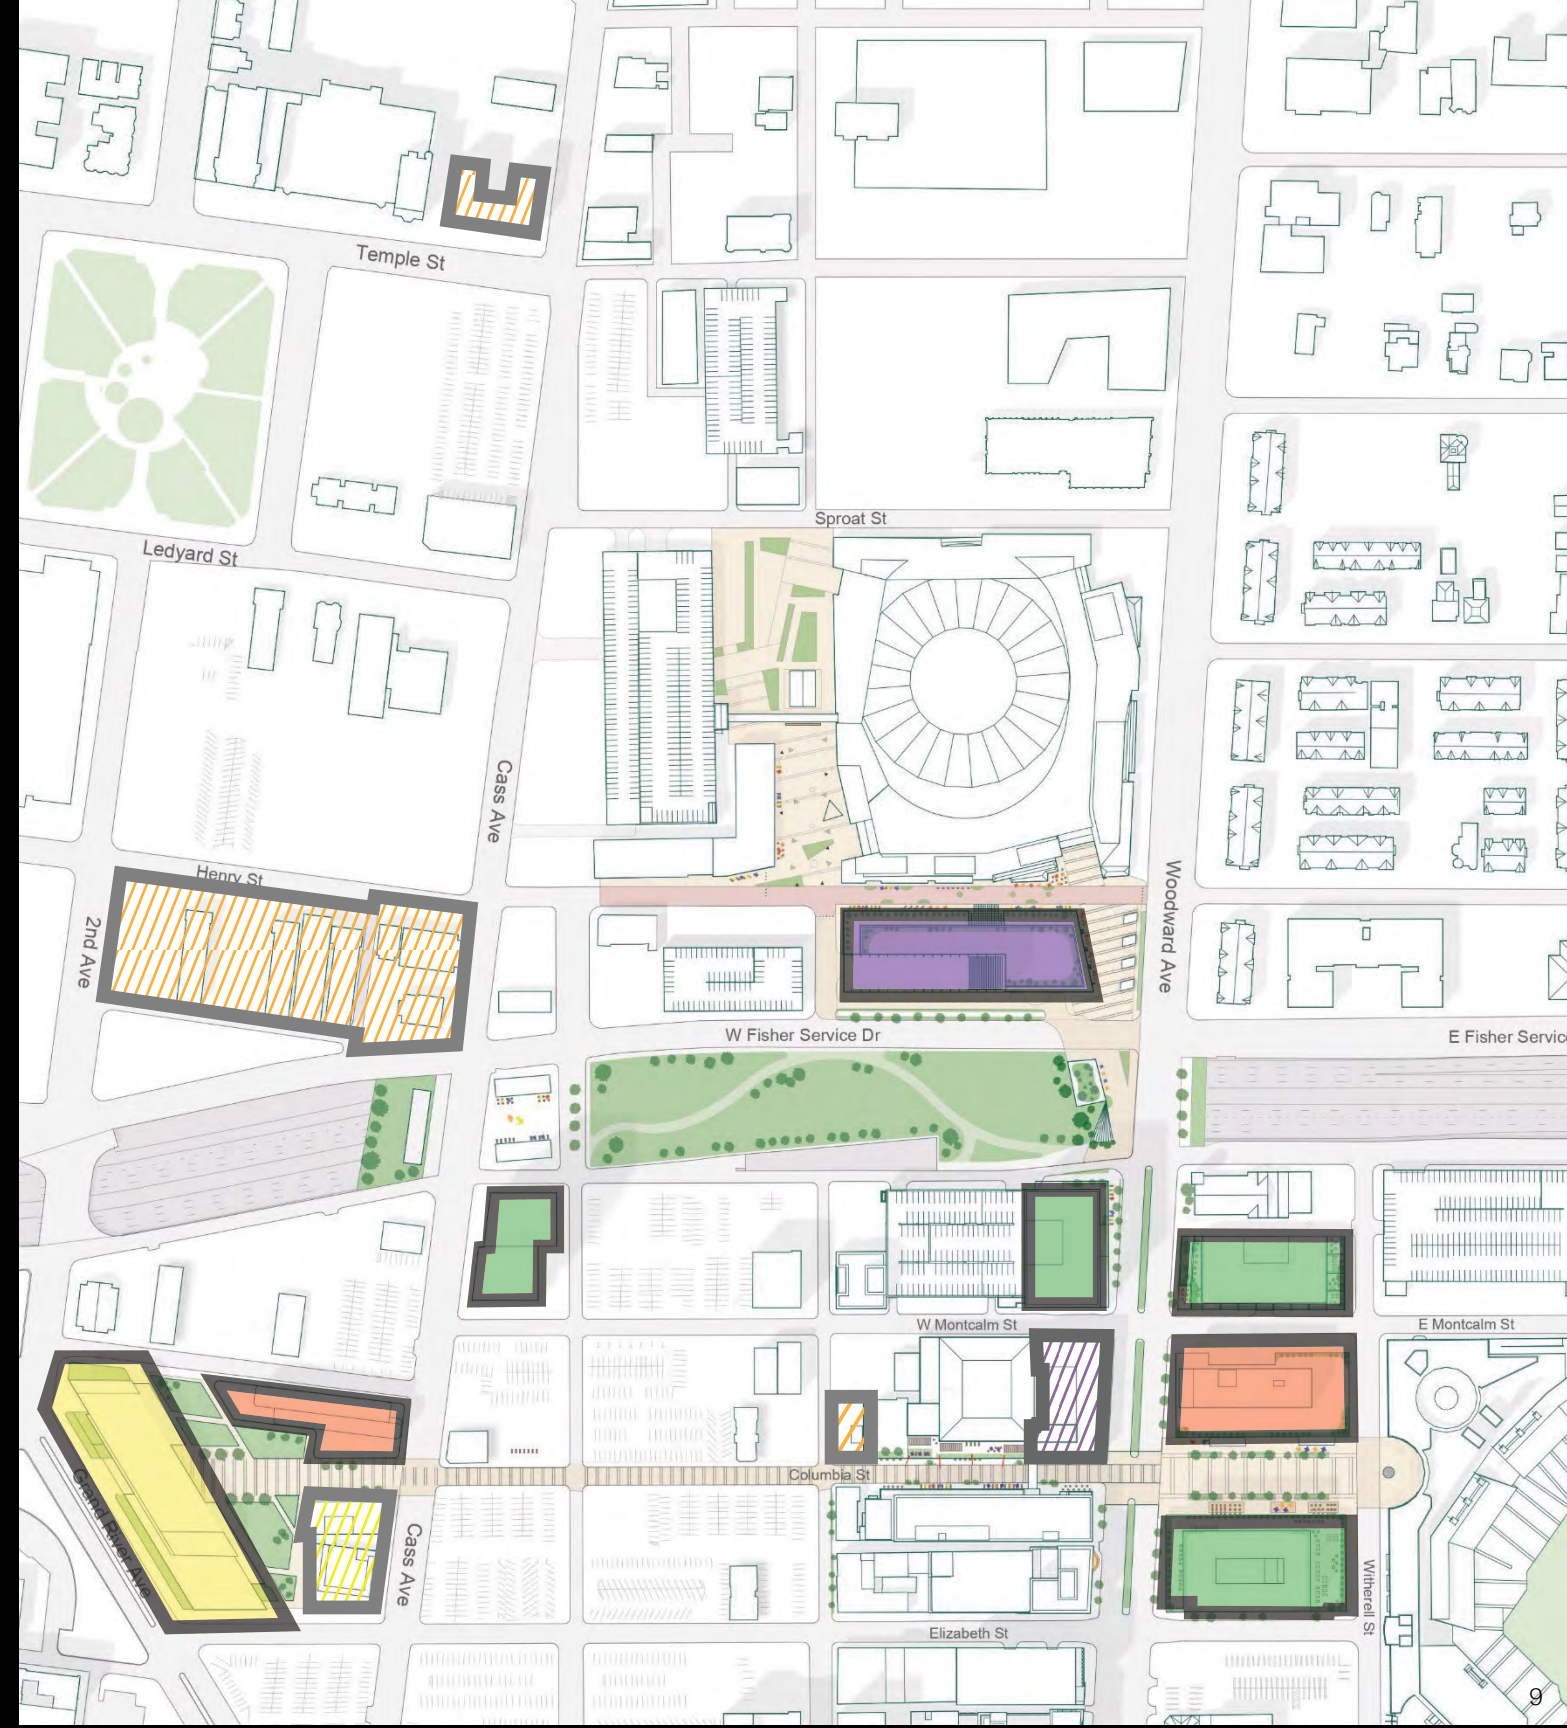 Temple St
Sproat St
Ledyard St
Cass Ave
Henry St
Woodward Ave
2nd Ave
W Fisher Service Dr
E Fisher Service
W Montcalm St
E Montcalm St
Columbia St
Grand River Ave
Cass Ave
Witherell St
Elizabeth St
9